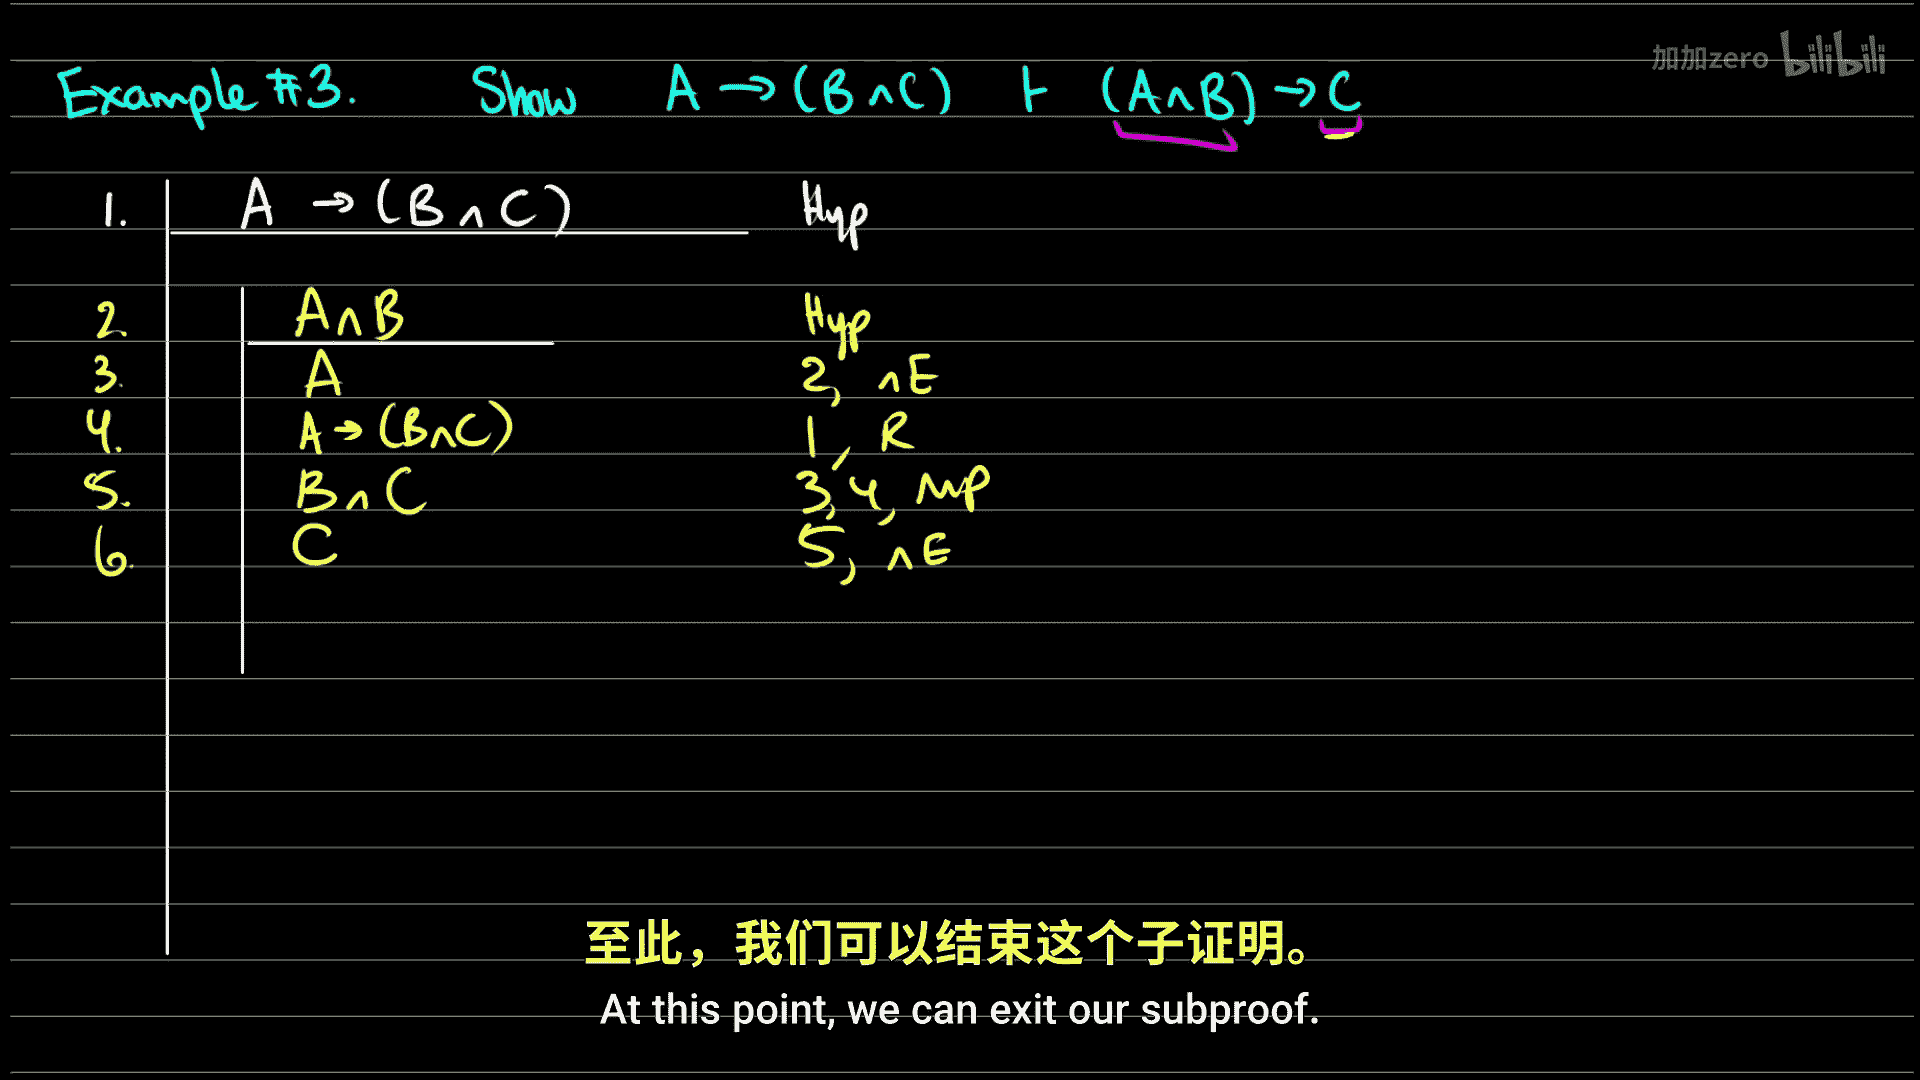 加加zero bilibili
Example #3. Show A → (B ∧ C) ⊢ (A ∧ B) → C
1. A → (B ∧ C) Hyp
2. A ∧ B Hyp
3. A 2, ∧E
4. A → (B ∧ C) 1, R
5. B ∧ C 3, 4, MP
6. C 5, ∧E
至此，我们可以结束这个子证明。
At this point, we can exit our subproof.